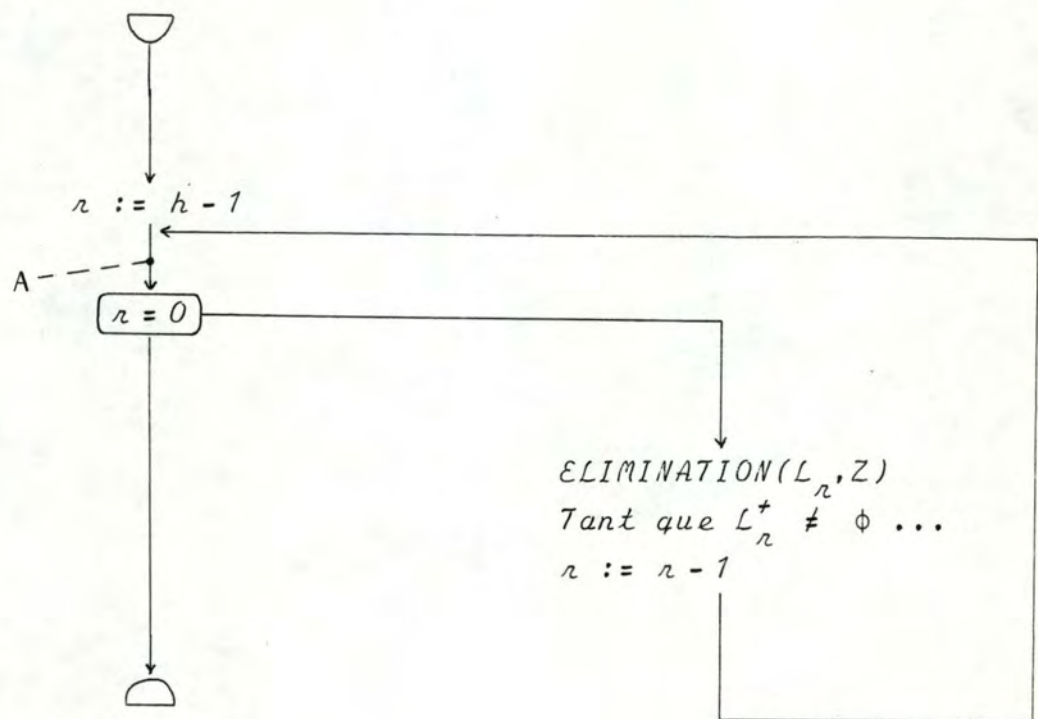 r := h - 1
A
r = 0
ELIMINATION(L_r, Z)
Tant que L_r^+ ≠ ϕ ...
r := r - 1